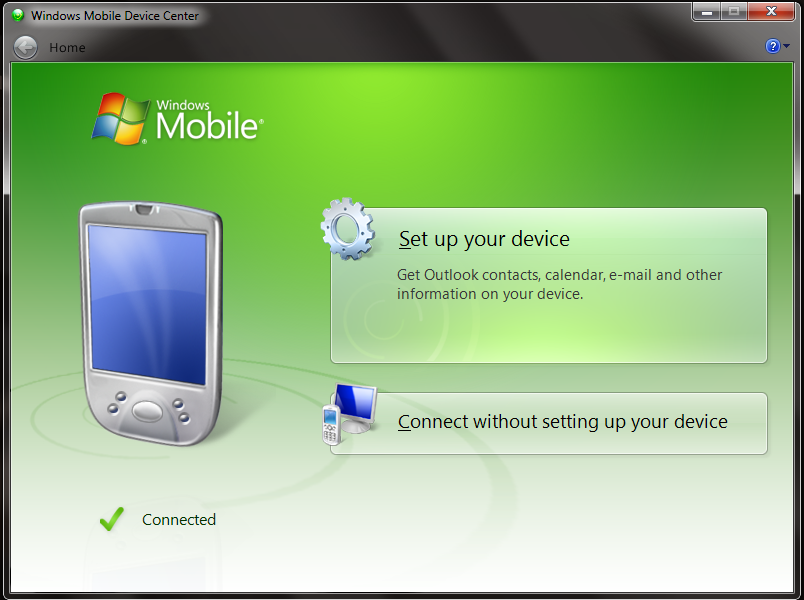 Windows Mobile Device Center
Home
Windows
Mobile®
Set up your device
Get Outlook contacts, calendar, e-mail and other
information on your device.
Connect without setting up your device
Connected